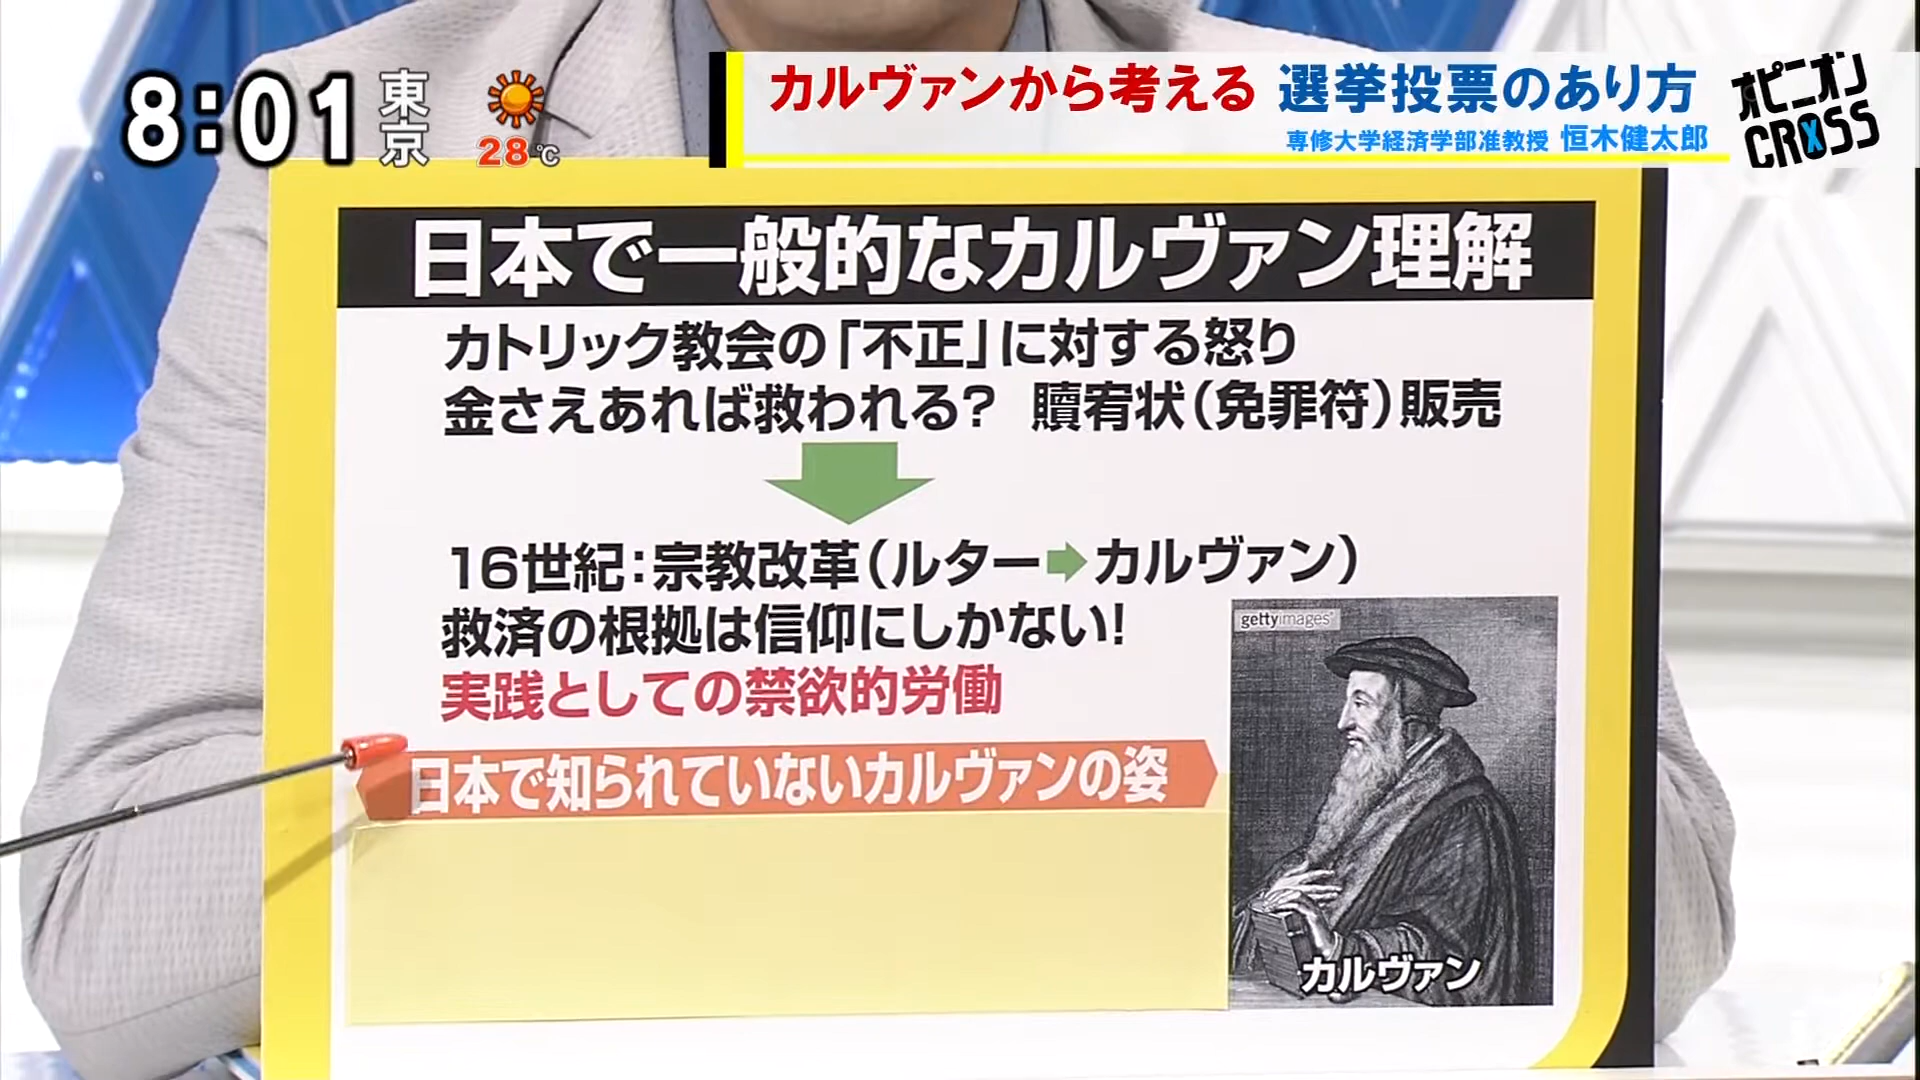 8:01
東京
28℃
カルヴァンから考える 選挙投票のあり方
専修大学経済学部准教授 恒木健太郎
オピニオン
CROSS
日本で一般的なカルヴァン理解
カトリック教会の「不正」に対する怒り
金さえあれば救われる? 贖宥状(免罪符)販売
16世紀:宗教改革(ルター➡カルヴァン)
救済の根拠は信仰にしかない!
実践としての禁欲的労働
日本で知られていないカルヴァンの姿
gettyimages
カルヴァン